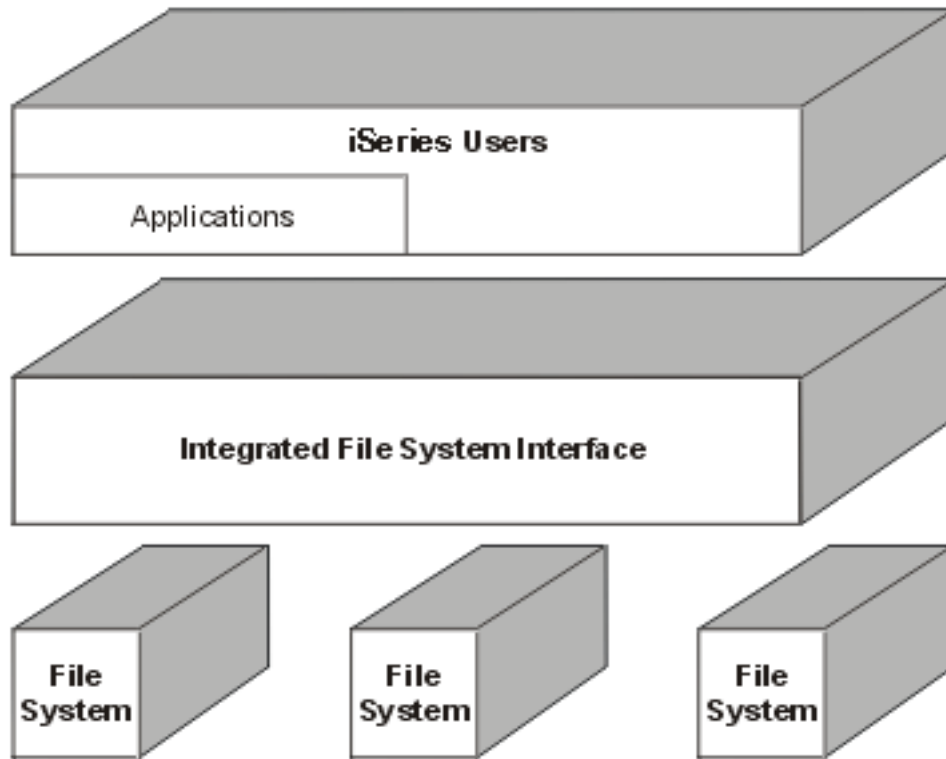 iSeries Users
Applications
Integrated File System Interface
File
System
File
System
File
System